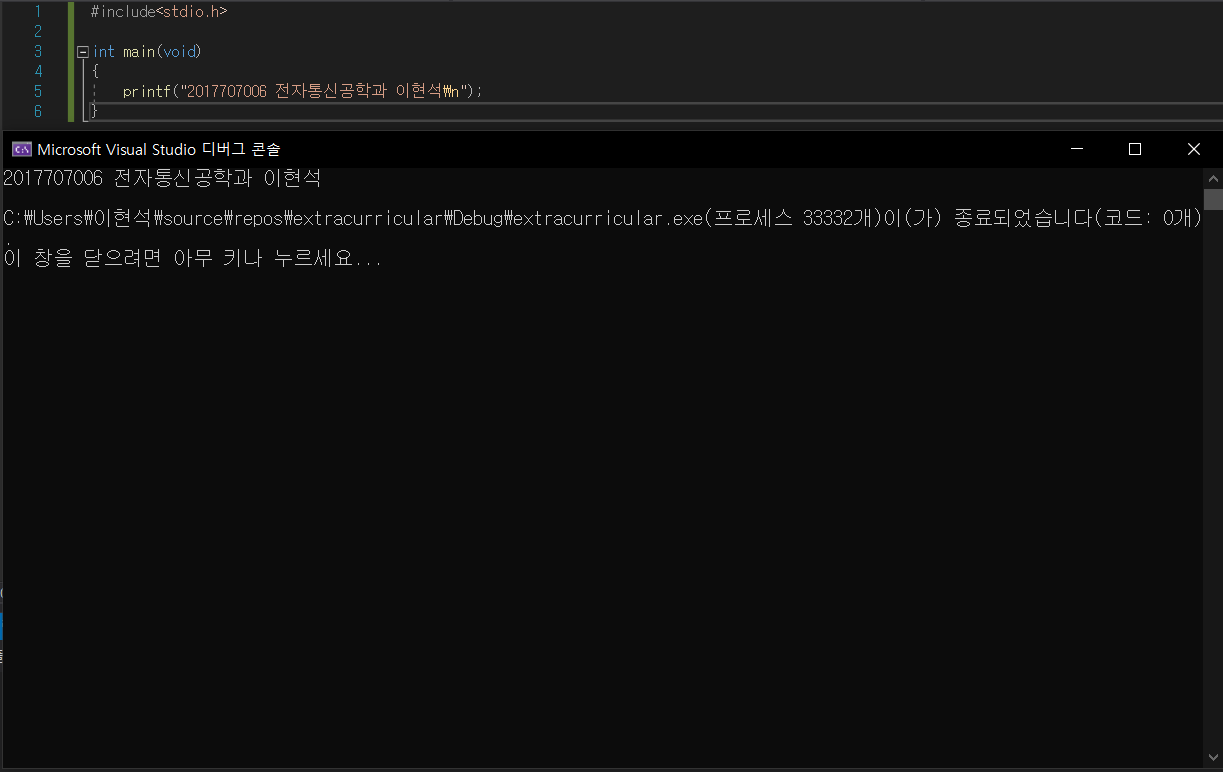 1 #include<stdio.h>
2
3 int main(void)
4 {
5 printf("2017707006 전자통신공학과 이현석₩n");
6 }
Microsoft Visual Studio 디버그 콘솔
2017707006 전자통신공학과 이현석
C:₩Users₩이현석₩source₩repos₩extracurricular₩Debug₩extracurricular.exe(프로세스 33332개)이(가) 종료되었습니다(코드: 0개)
.
이 창을 닫으려면 아무 키나 누르세요...